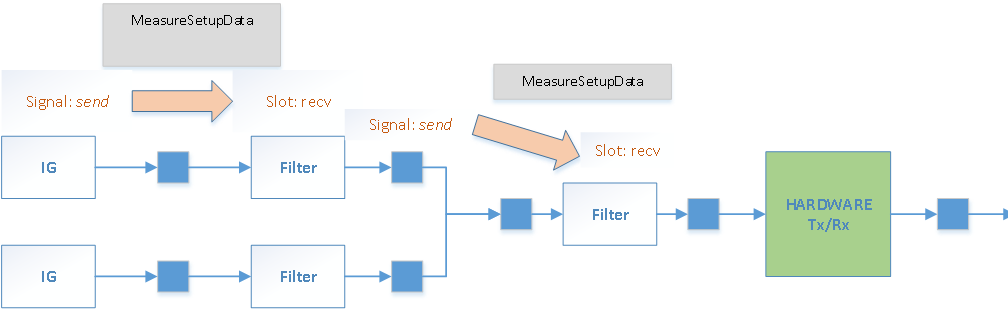 MeasureSetupData
MeasureSetupData
Signal: send
Slot: recv
Signal: send
Slot: recv
IG
Filter
Filter
HARDWARE
Tx/Rx
IG
Filter